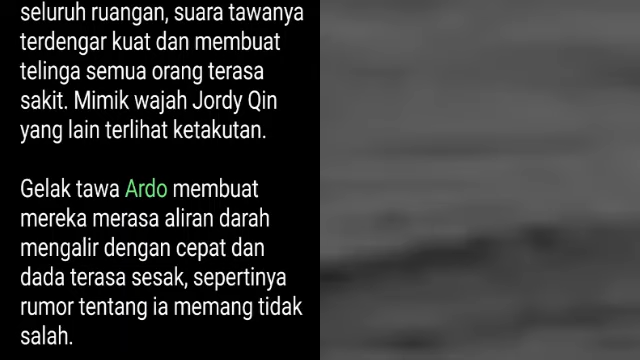 seluruh ruangan, suara tawanya
terdengar kuat dan membuat
telinga semua orang terasa
sakit. Mimik wajah Jordy Qin
yang lain terlihat ketakutan.
Gelak tawa Ardo membuat
mereka merasa aliran darah
mengalir dengan cepat dan
dada terasa sesak, sepertinya
rumor tentang ia memang tidak
salah.